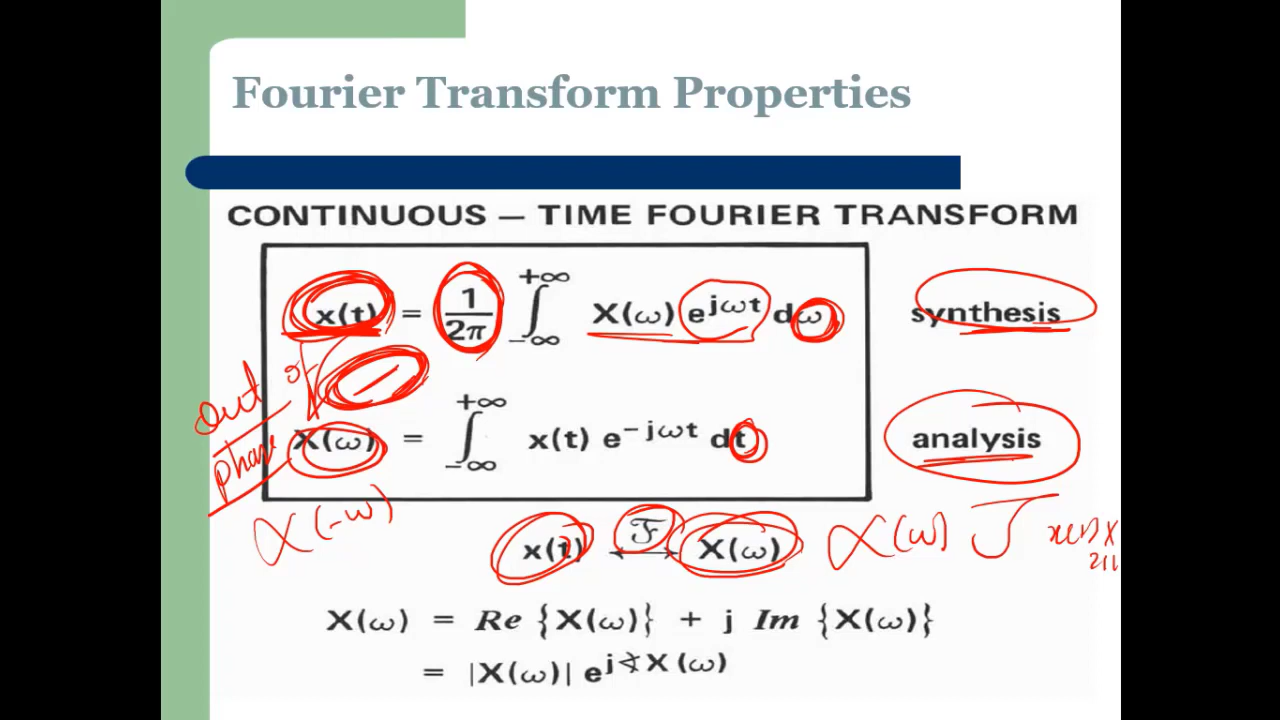 Fourier Transform Properties
CONTINUOUS – TIME FOURIER TRANSFORM
x(t) = 1/2π ∫_{-∞}^{+∞} X(ω) e^{jωt} dω synthesis
out of
phase
X(ω) = ∫_{-∞}^{+∞} x(t) e^{-jωt} dt analysis
X(-ω)
x(t) ℱ↔ X(ω) X(ω)
X(ω) = Re {X(ω)} + j Im {X(ω)}
= |X(ω)| e^{j∢X(ω)}